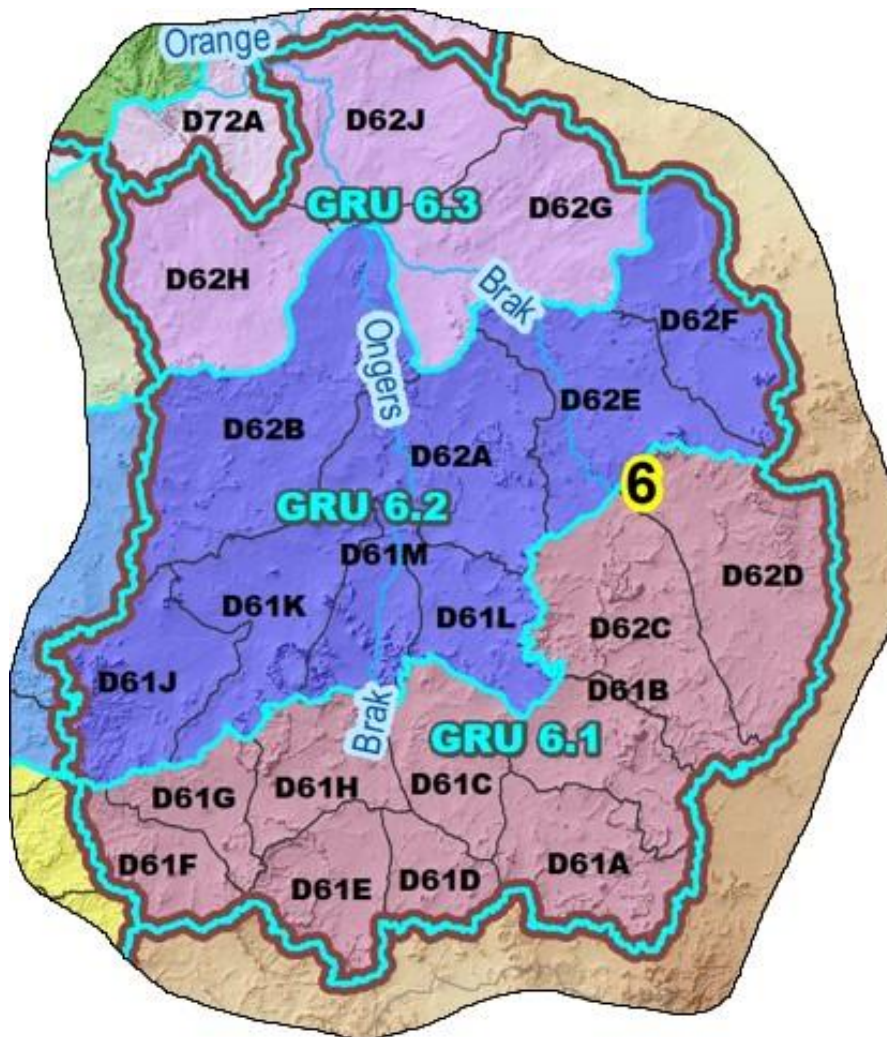 Orange
D72A
D62J
GRU 6.3
D62G
D62H
Brak
D62F
Ongers
D62E
D62B
D62A
6
GRU 6.2
D61M
D62D
D61K
D61L
D62C
D61J
D61B
Brak
GRU 6.1
D61G
D61H
D61C
D61F
D61A
D61E
D61D